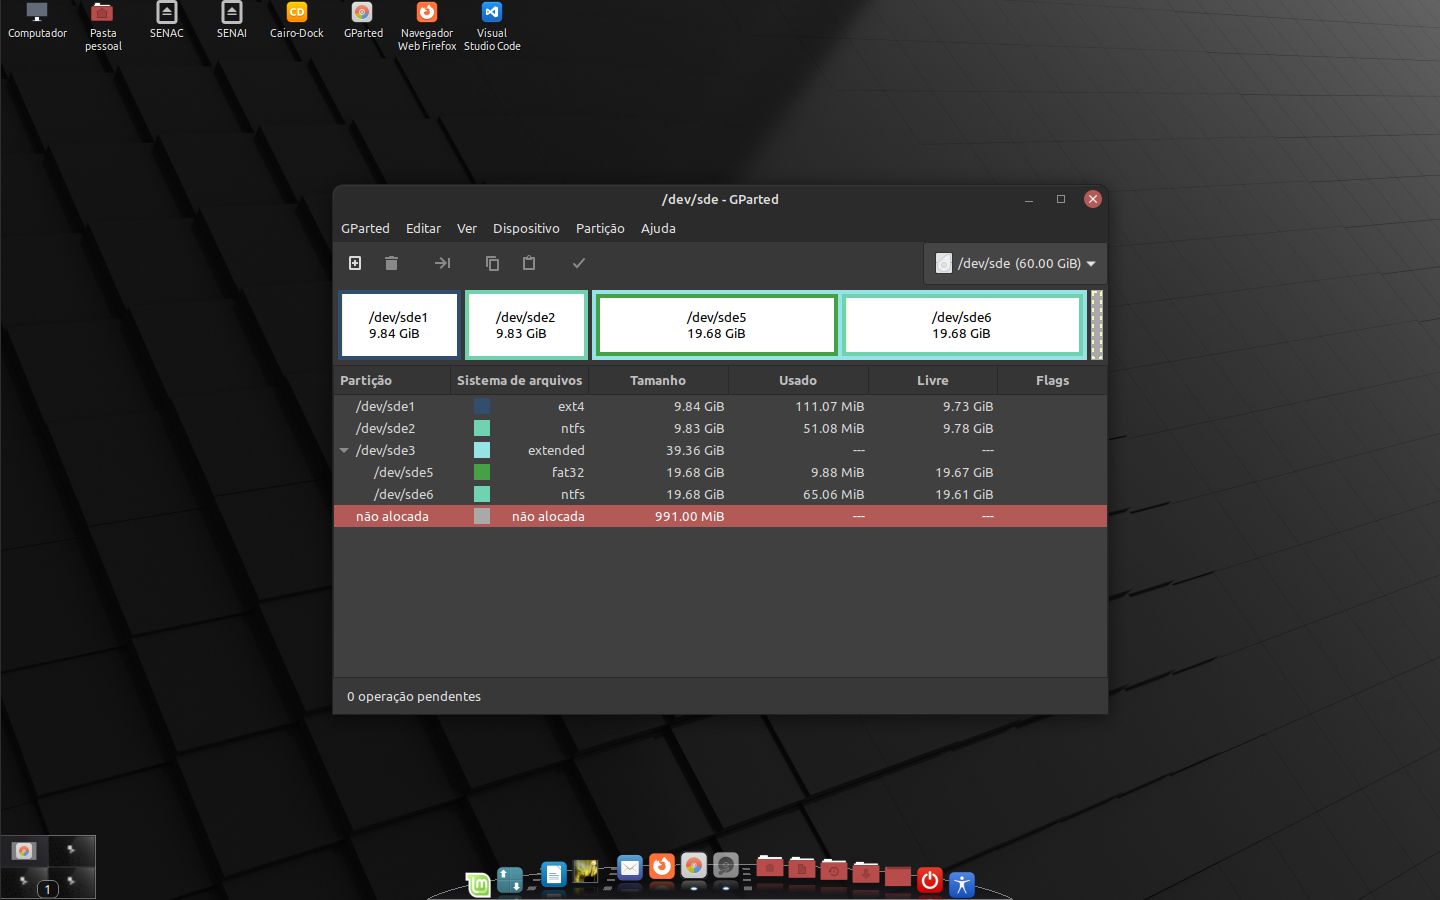 Computador
Pasta pessoal
SENAC
SENAI
CD
Cairo-Dock
GParted
Navegador Web Firefox
Visual Studio Code
/dev/sde - GParted
GParted Editar Ver Dispositivo Partição Ajuda
/dev/sde (60.00 GiB)
/dev/sde1
9.84 GiB
/dev/sde2
9.83 GiB
/dev/sde5
19.68 GiB
/dev/sde6
19.68 GiB
Partição Sistema de arquivos Tamanho Usado Livre Flags
/dev/sde1 ext4 9.84 GiB 111.07 MiB 9.73 GiB
/dev/sde2 ntfs 9.83 GiB 51.08 MiB 9.78 GiB
/dev/sde3 extended 39.36 GiB --- ---
/dev/sde5 fat32 19.68 GiB 9.88 MiB 19.67 GiB
/dev/sde6 ntfs 19.68 GiB 65.06 MiB 19.61 GiB
não alocada não alocada 991.00 MiB --- ---
0 operação pendentes
1